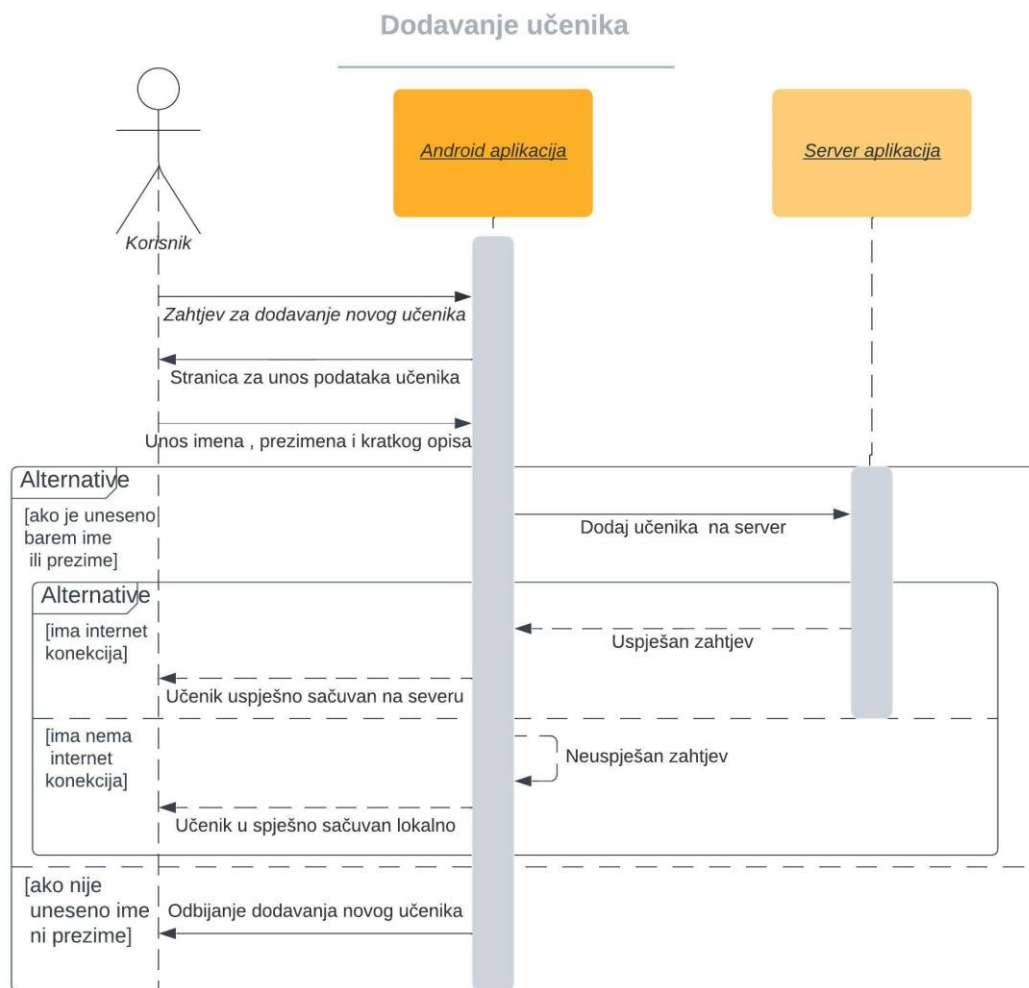 Dodavanje učenika
Android aplikacija
Server aplikacija
Korisnik
Zahtjev za dodavanje novog učenika
Stranica za unos podataka učenika
Unos imena , prezimena i kratkog opisa
Alternative
[ako je uneseno
barem ime
ili prezime]
Dodaj učenika na server
Alternative
[ima internet
konekcija]
Uspješan zahtjev
Učenik uspješno sačuvan na severu
[ima nema
internet
konekcija]
Neuspješan zahtjev
Učenik u spješno sačuvan lokalno
[ako nije
uneseno ime
ni prezime]
Odbijanje dodavanja novog učenika